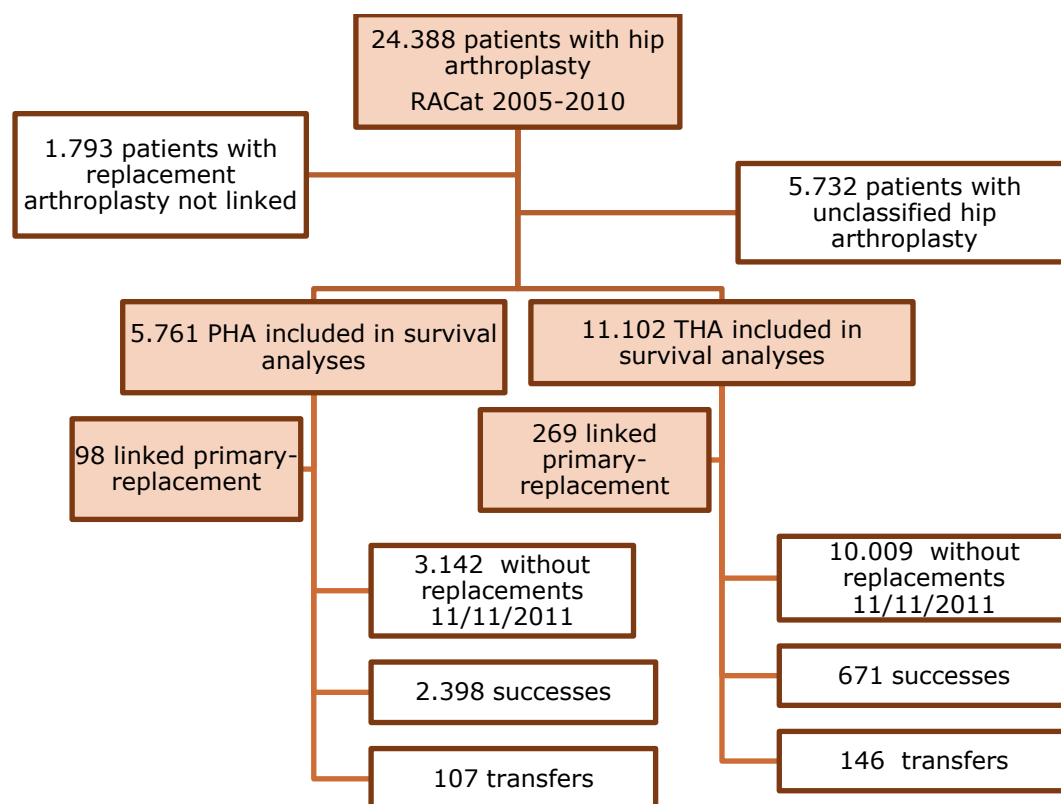 24.388 patients with hip
arthroplasty
RACat 2005-2010
1.793 patients with
replacement
arthroplasty not linked
5.732 patients with
unclassified hip
arthroplasty
5.761 PHA included in survival
analyses
11.102 THA included in
survival analyses
98 linked primary-
replacement
269 linked
primary-
replacement
3.142 without
replacements
11/11/2011
10.009 without
replacements
11/11/2011
2.398 successes
671 successes
107 transfers
146 transfers